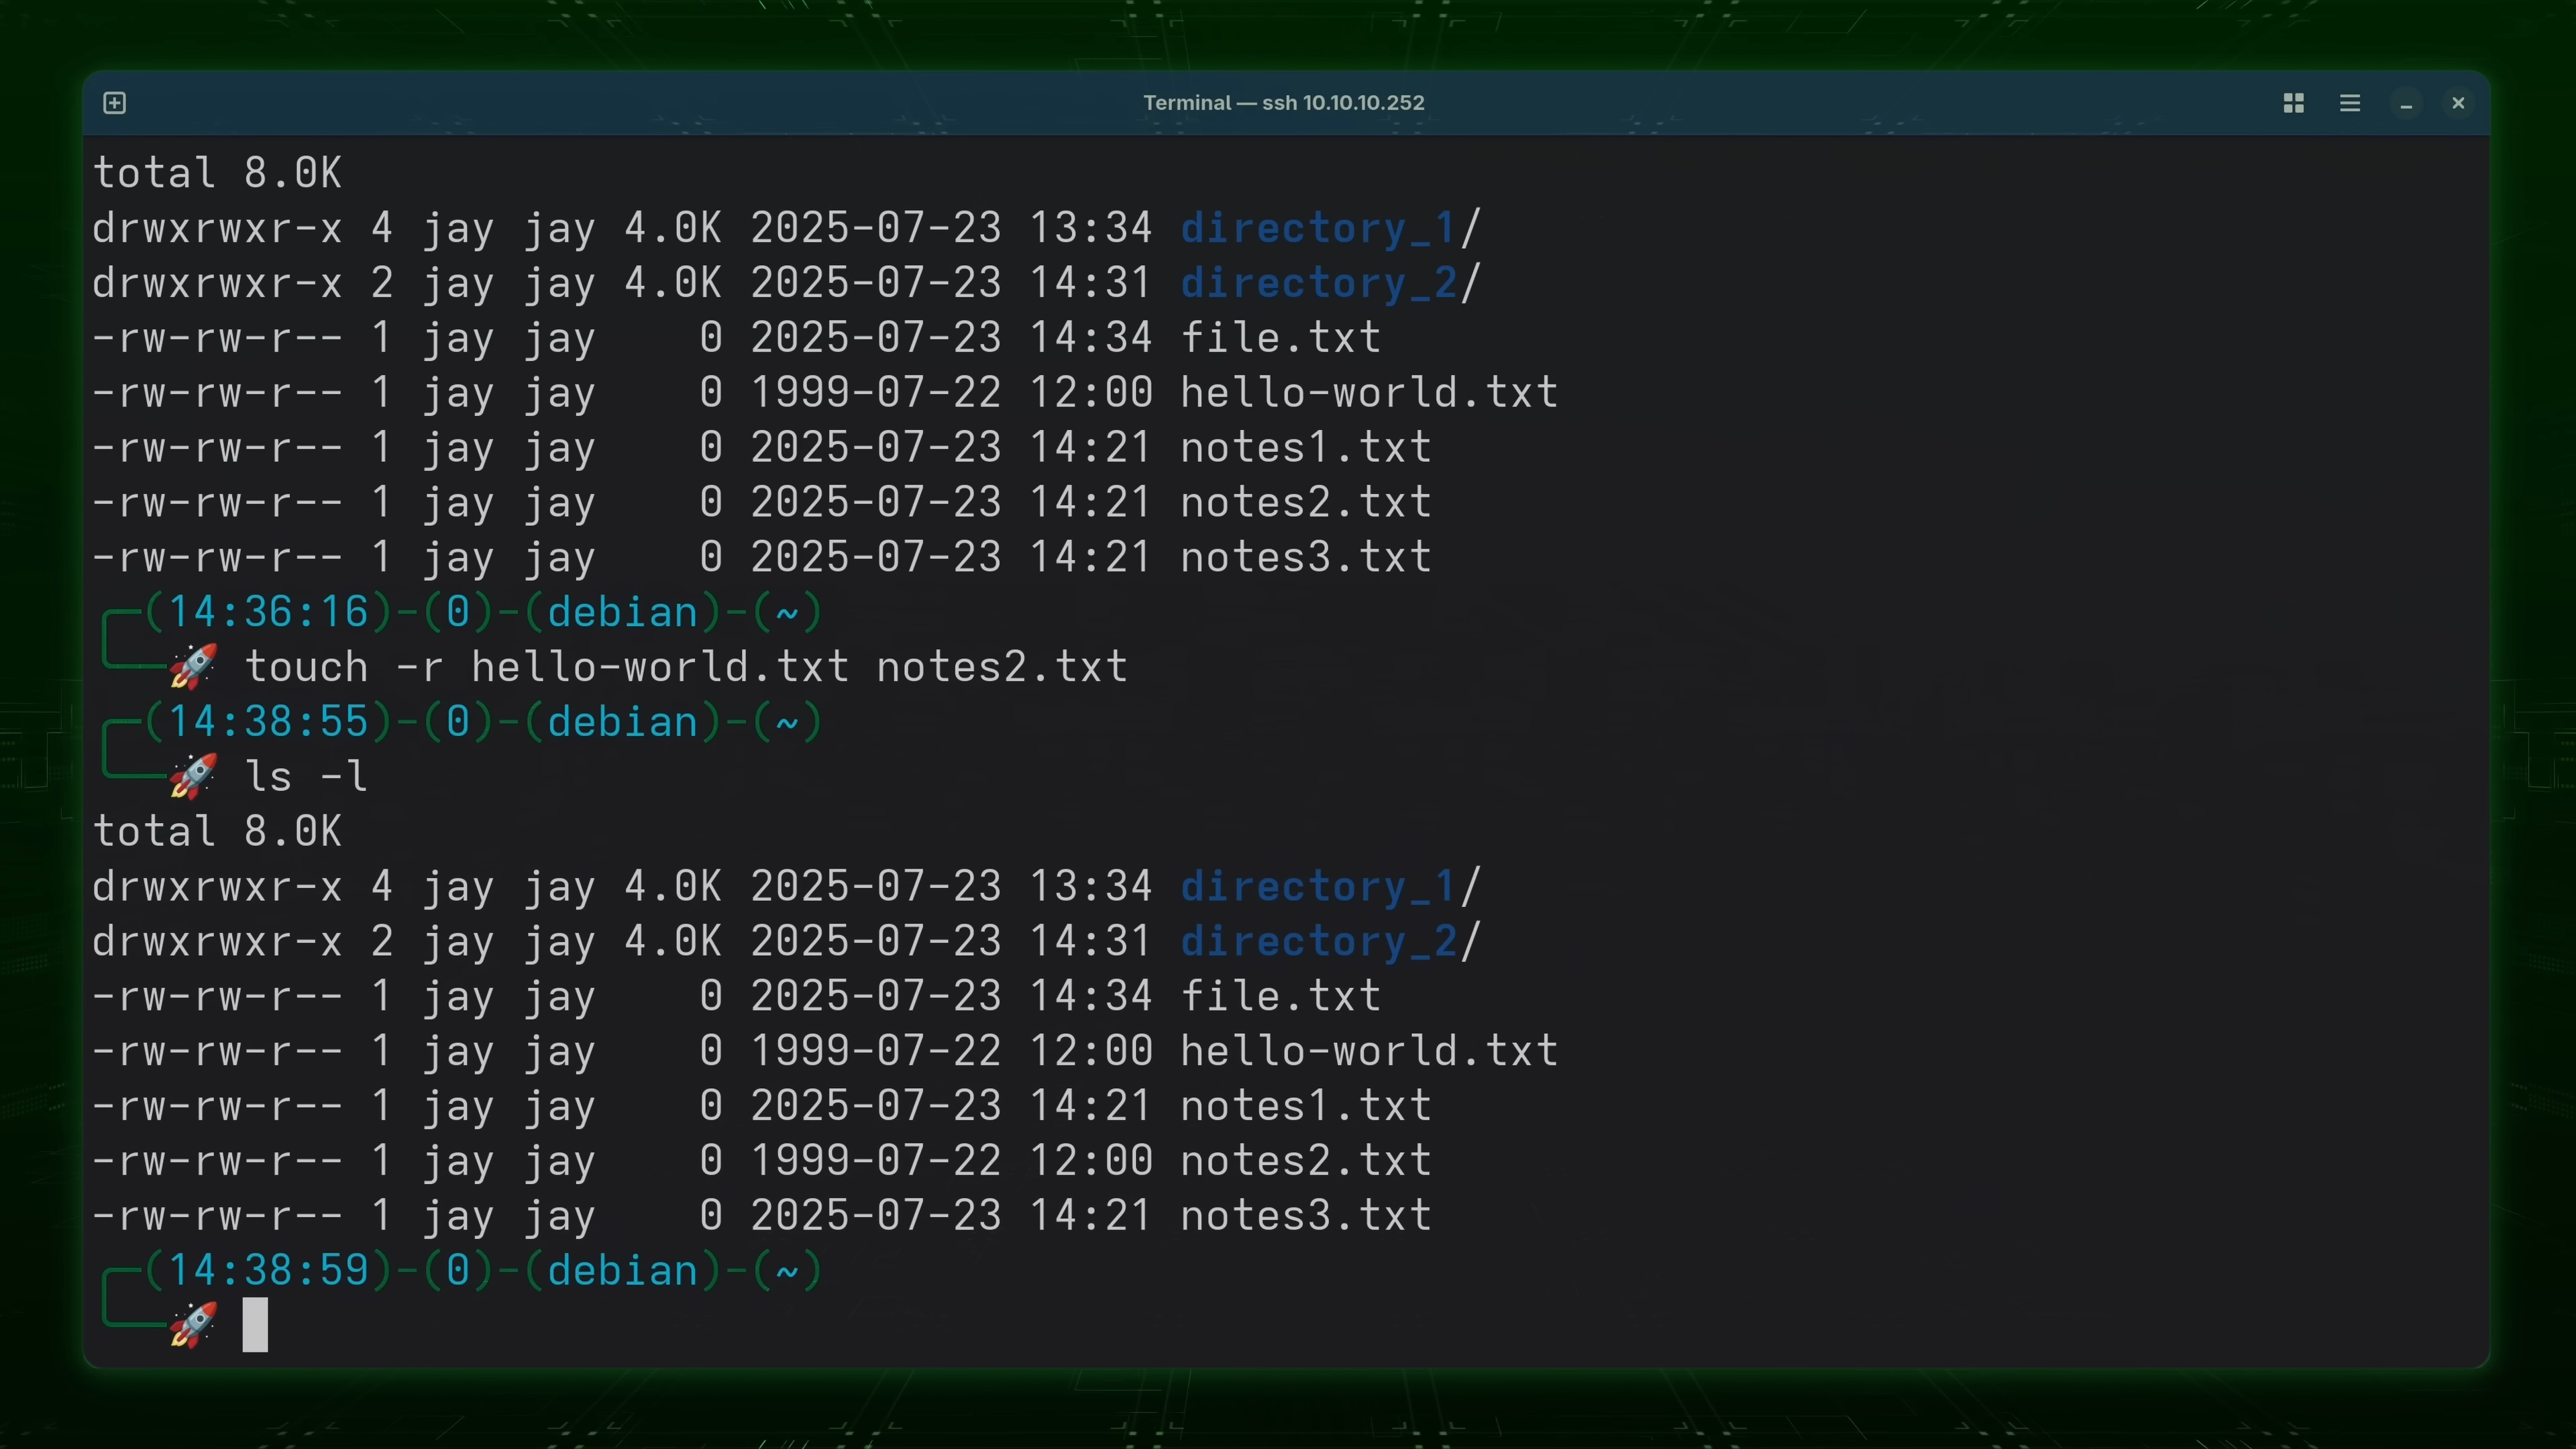 Terminal — ssh 10.10.10.252
total 8.0K
drwxrwxr-x 4 jay jay 4.0K 2025-07-23 13:34 directory_1/
drwxrwxr-x 2 jay jay 4.0K 2025-07-23 14:31 directory_2/
-rw-rw-r-- 1 jay jay    0 2025-07-23 14:34 file.txt
-rw-rw-r-- 1 jay jay    0 1999-07-22 12:00 hello-world.txt
-rw-rw-r-- 1 jay jay    0 2025-07-23 14:21 notes1.txt
-rw-rw-r-- 1 jay jay    0 2025-07-23 14:21 notes2.txt
-rw-rw-r-- 1 jay jay    0 2025-07-23 14:21 notes3.txt
┌─(14:36:16)-(0)-(debian)-(~)
└──🚀 touch -r hello-world.txt notes2.txt
┌─(14:38:55)-(0)-(debian)-(~)
└──🚀 ls -l
total 8.0K
drwxrwxr-x 4 jay jay 4.0K 2025-07-23 13:34 directory_1/
drwxrwxr-x 2 jay jay 4.0K 2025-07-23 14:31 directory_2/
-rw-rw-r-- 1 jay jay    0 2025-07-23 14:34 file.txt
-rw-rw-r-- 1 jay jay    0 1999-07-22 12:00 hello-world.txt
-rw-rw-r-- 1 jay jay    0 2025-07-23 14:21 notes1.txt
-rw-rw-r-- 1 jay jay    0 1999-07-22 12:00 notes2.txt
-rw-rw-r-- 1 jay jay    0 2025-07-23 14:21 notes3.txt
┌─(14:38:59)-(0)-(debian)-(~)
└──🚀